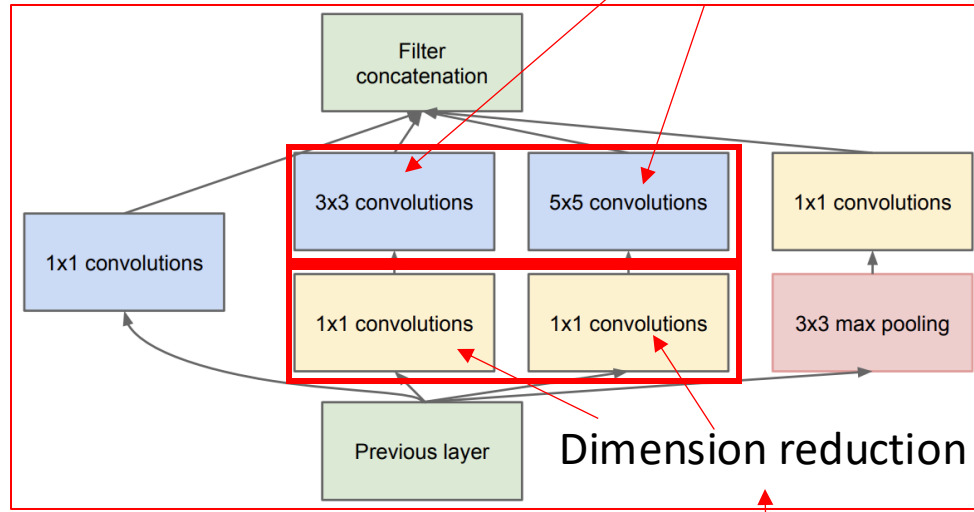 Filter
concatenation
3x3 convolutions
5x5 convolutions
1x1 convolutions
1x1 convolutions
1x1 convolutions
1x1 convolutions
3x3 max pooling
Previous layer
Dimension reduction